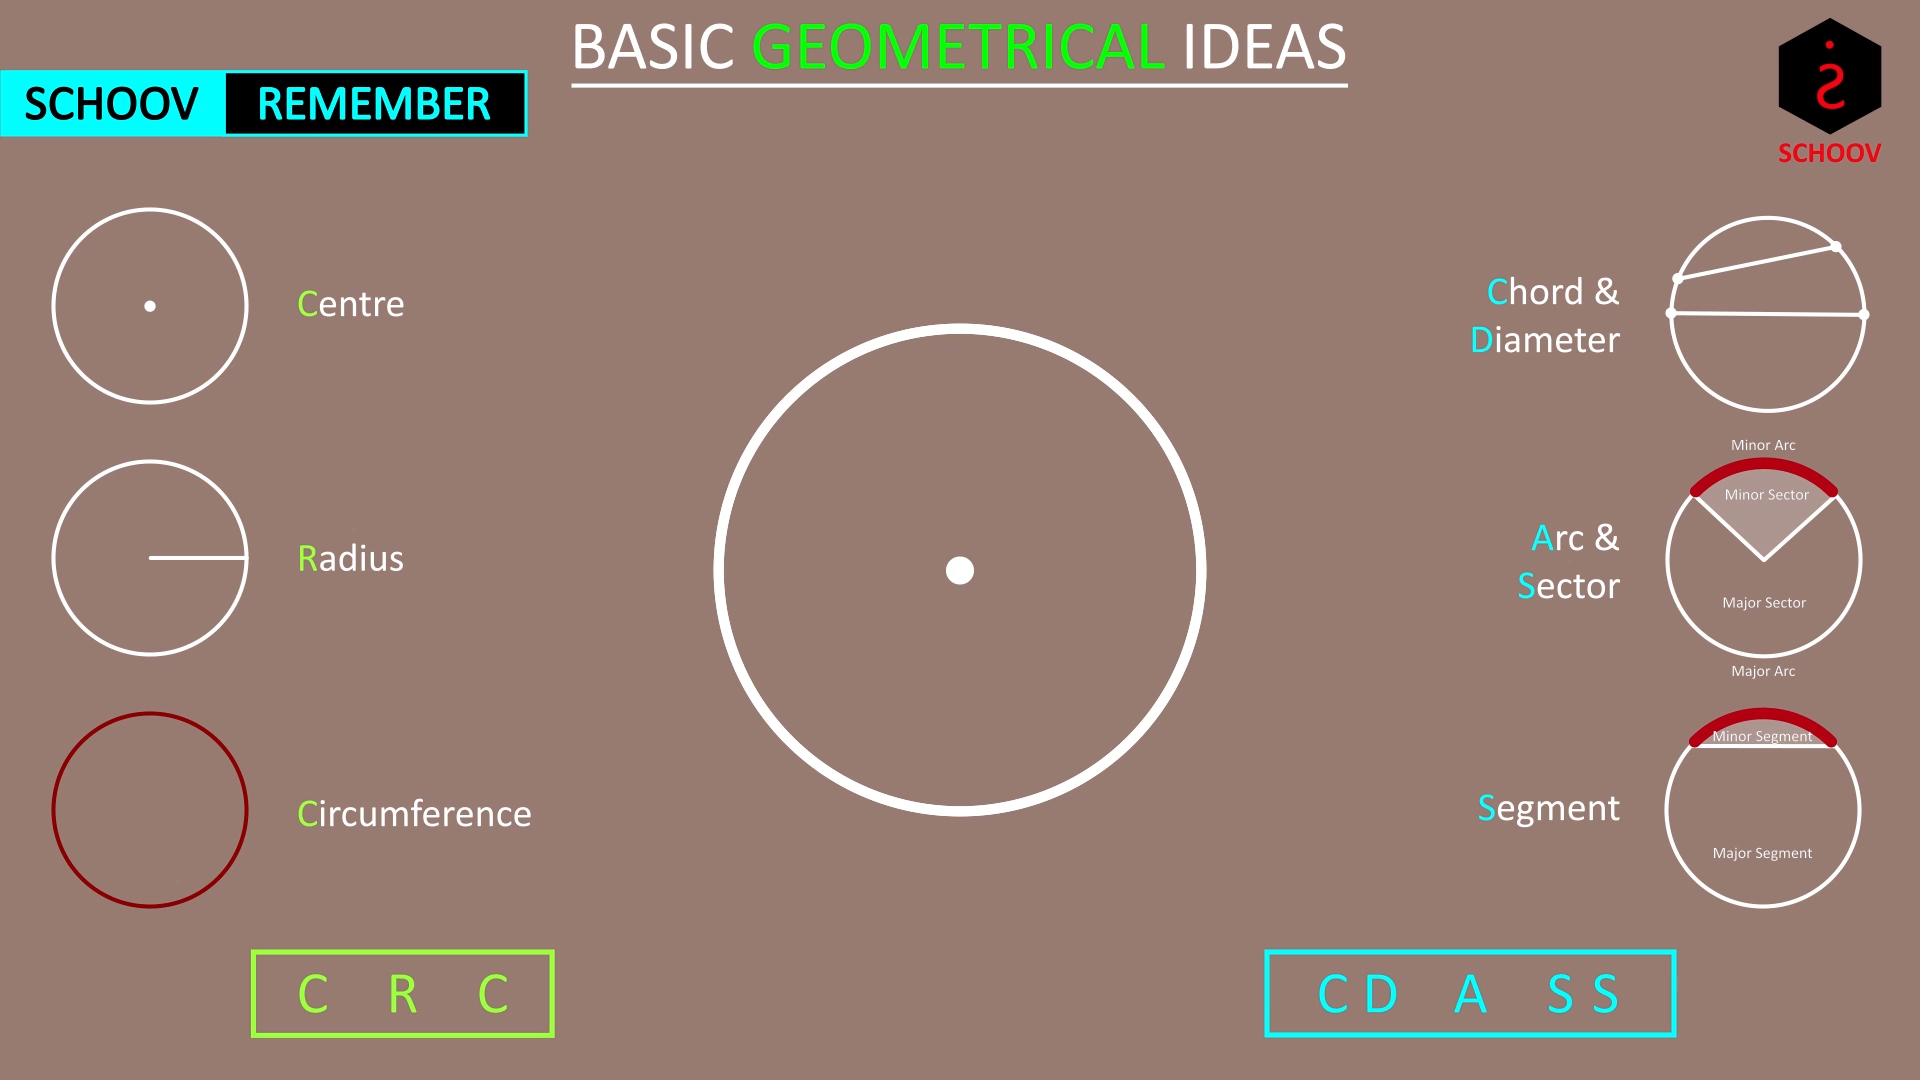 BASIC GEOMETRICAL IDEAS
SCHOOV REMEMBER
SCHOOV
Centre
Radius
Circumference
C R C
Chord &
Diameter
Minor Arc
Minor Sector
Arc &
Sector
Major Sector
Major Arc
Minor Segment
Segment
Major Segment
C D A S S